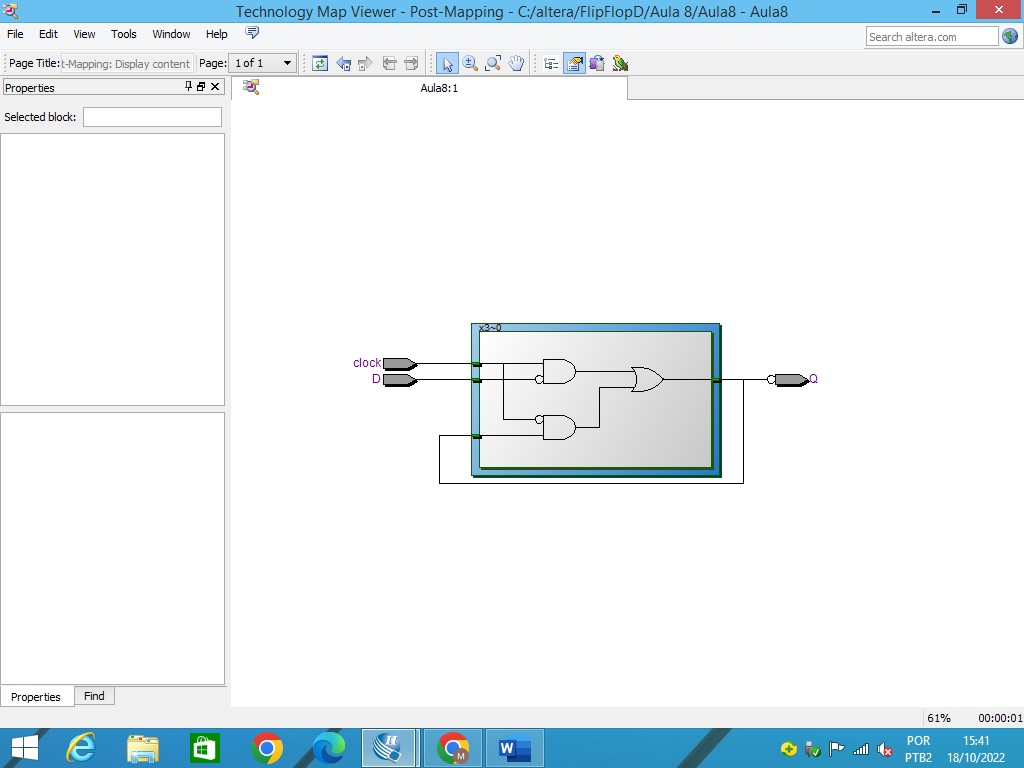 Technology Map Viewer - Post-Mapping - C:/altera/FlipFlopD/Aula 8/Aula8 - Aula8
File Edit View Tools Window Help
Search altera.com
Page Title: t-Mapping: Display content Page: 1 of 1
Properties
Aula8:1
Selected block:
x3~0
clock
D
Q
Properties Find
61% 00:00:01
M
W
POR 15:41
PTB2 18/10/2022